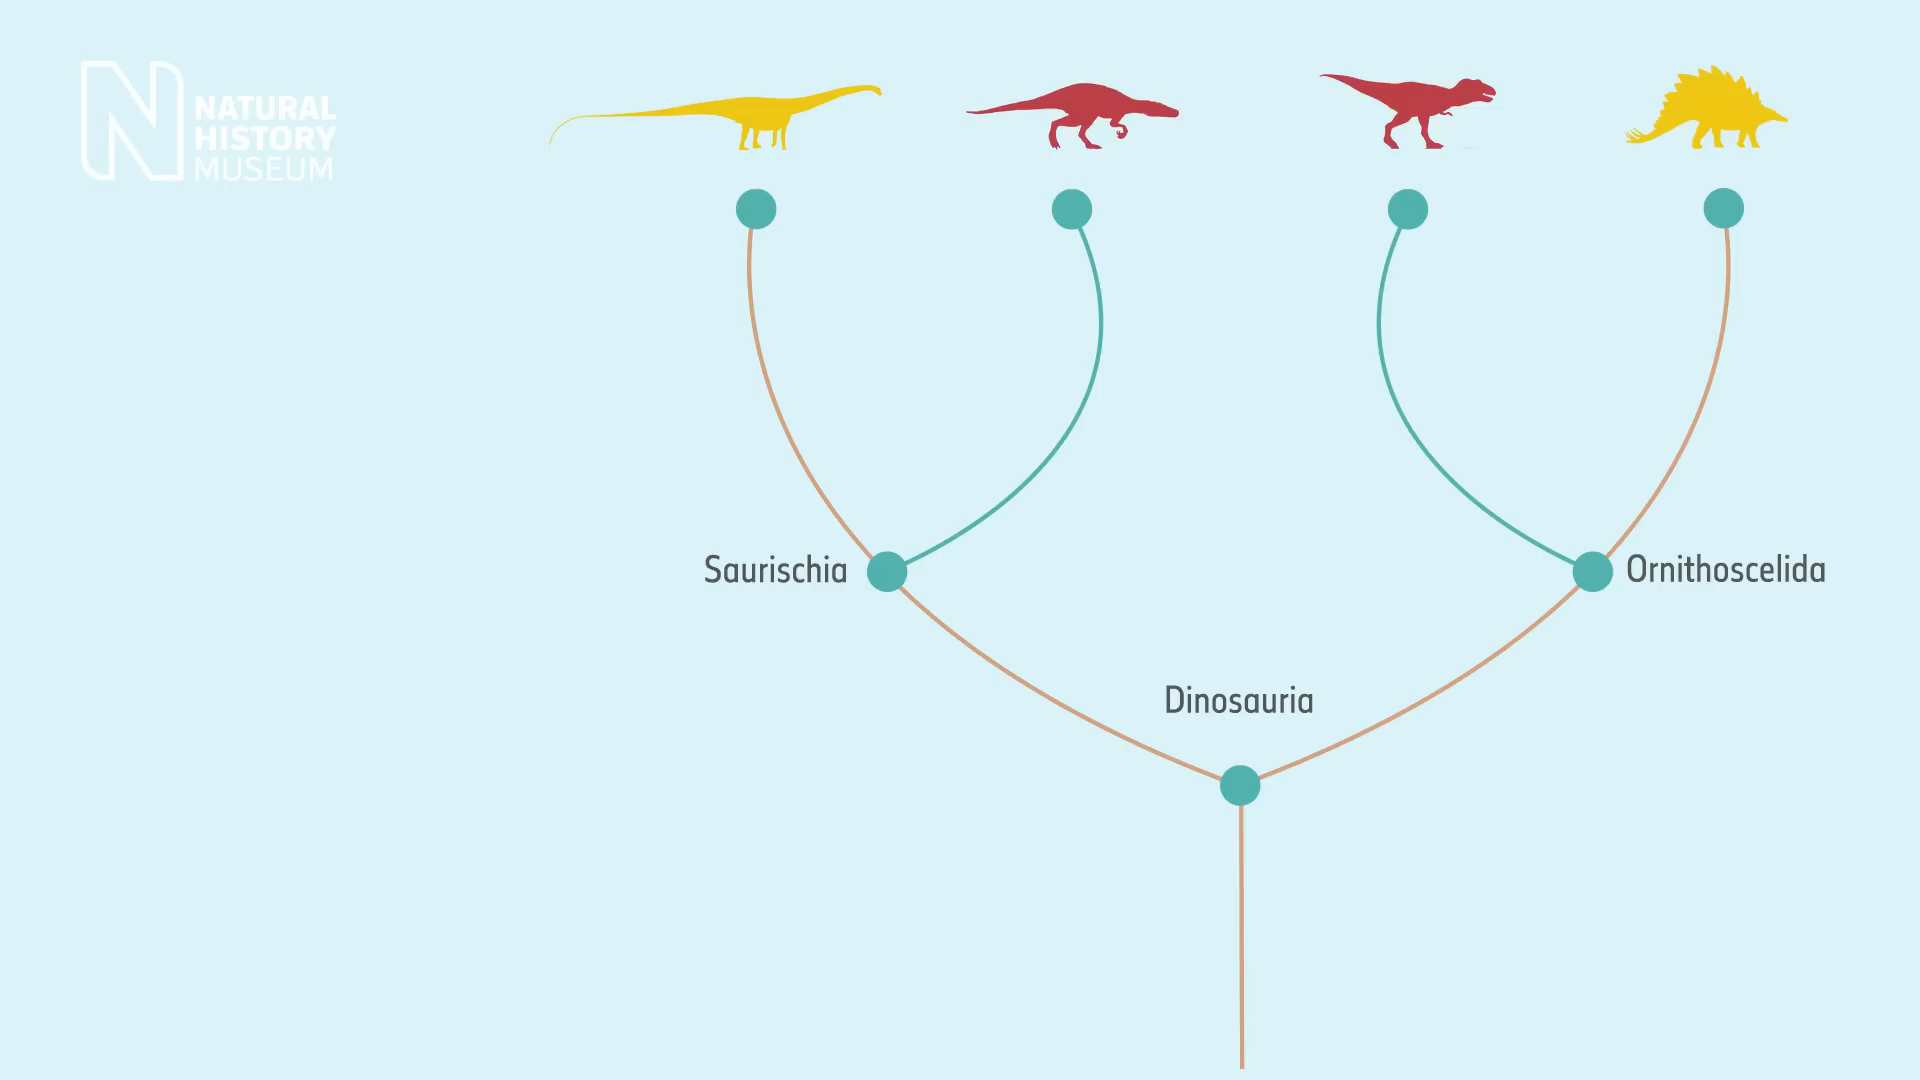 NATURAL
HISTORY
MUSEUM
Saurischia
Ornithoscelida
Dinosauria